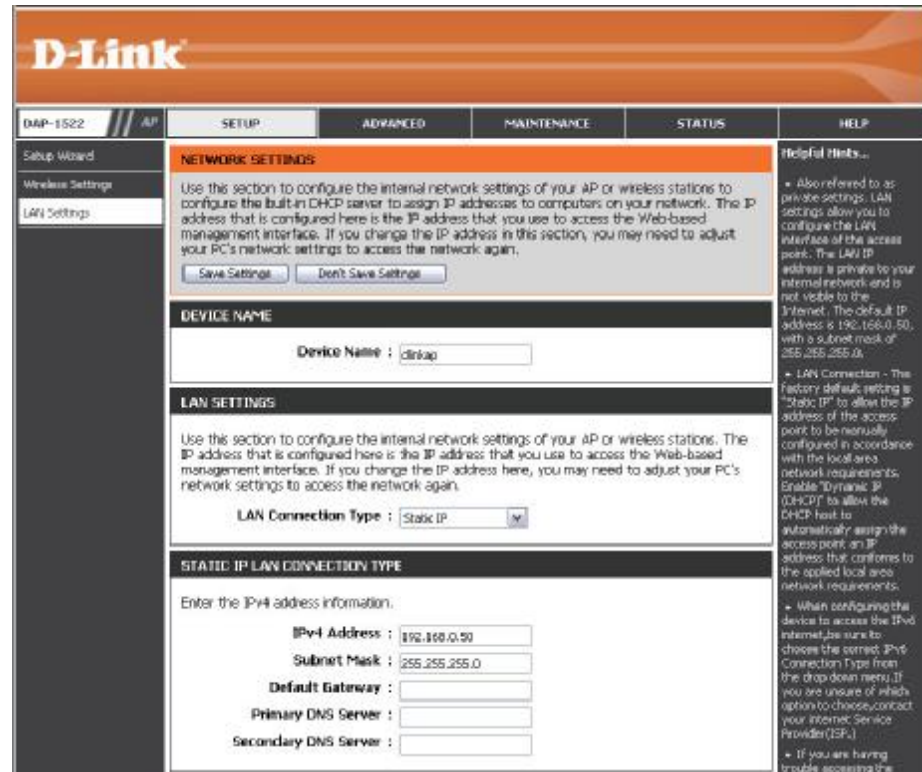 D-Link
DAP-1522
AP
SETUP
ADVANCED
MAINTENANCE
STATUS
HELP
Setup Wizard
Wireless Settings
LAN Settings
NETWORK SETTINGS
Use this section to configure the internal network settings of your AP or wireless stations to
configure the built-in DHCP server to assign IP addresses to computers on your network. The IP
address that is configured here is the IP address that you use to access the Web-based
management interface. If you change the IP address in this section, you may need to adjust
your PC's network settings to access the network again.
Save Settings
Don't Save Settings
DEVICE NAME
Device Name :
dlinkap
LAN SETTINGS
Use this section to configure the internal network settings of your AP or wireless stations. The
IP address that is configured here is the IP address that you use to access the Web-based
management interface. If you change the IP address here, you may need to adjust your PC's
network settings to access the network again.
LAN Connection Type :
Static IP
STATIC IP LAN CONNECTION TYPE
Enter the IPv4 address information.
IPv4 Address :
192.168.0.50
Subnet Mask :
255.255.255.0
Default Gateway :
Primary DNS Server :
Secondary DNS Server :
Helpful Hints...
• Also referred to as
private settings. LAN
settings allow you to
configure the LAN
interface of the access
point. The LAN IP
address is private to your
internal network and is
not visible to the
Internet. The default IP
address is 192.168.0.50,
with a subnet mask of
255.255.255.0.
• LAN Connection - The
factory default setting is
"Static IP" to allow the IP
address of the access
point to be manually
configured in accordance
with the local area
network requirements.
Enable "Dynamic IP
(DHCP)" to allow the
DHCP host to
automatically assign the
access point an IP
address that conforms to
the applied local area
network requirements.
• When configuring the
device to access the IPv6
internet,be sure to
choose the correct IPv6
Connection Type from
the drop down menu.If
you are unsure of which
option to choose,contact
your Internet Service
Provider(ISP.)
• If you are having
trouble accessing the